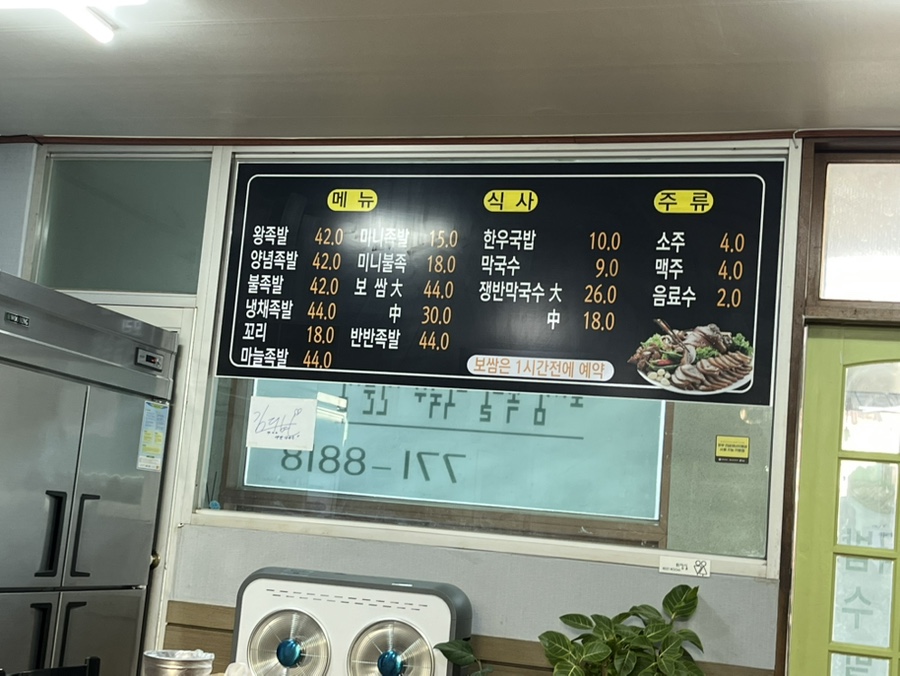 메뉴
왕족발 42.0
양념족발 42.0
불족발 42.0
냉채족발 44.0
꼬리 18.0
마늘족발 44.0
미니족발 15.0
미니불족 18.0
보쌈 大 44.0
中 30.0
반반족발 44.0
식사
한우국밥 10.0
막국수 9.0
쟁반막국수 大 26.0
中 18.0
보쌈은 1시간전에 예약
주류
소주 4.0
맥주 4.0
음료수 2.0
771-8818